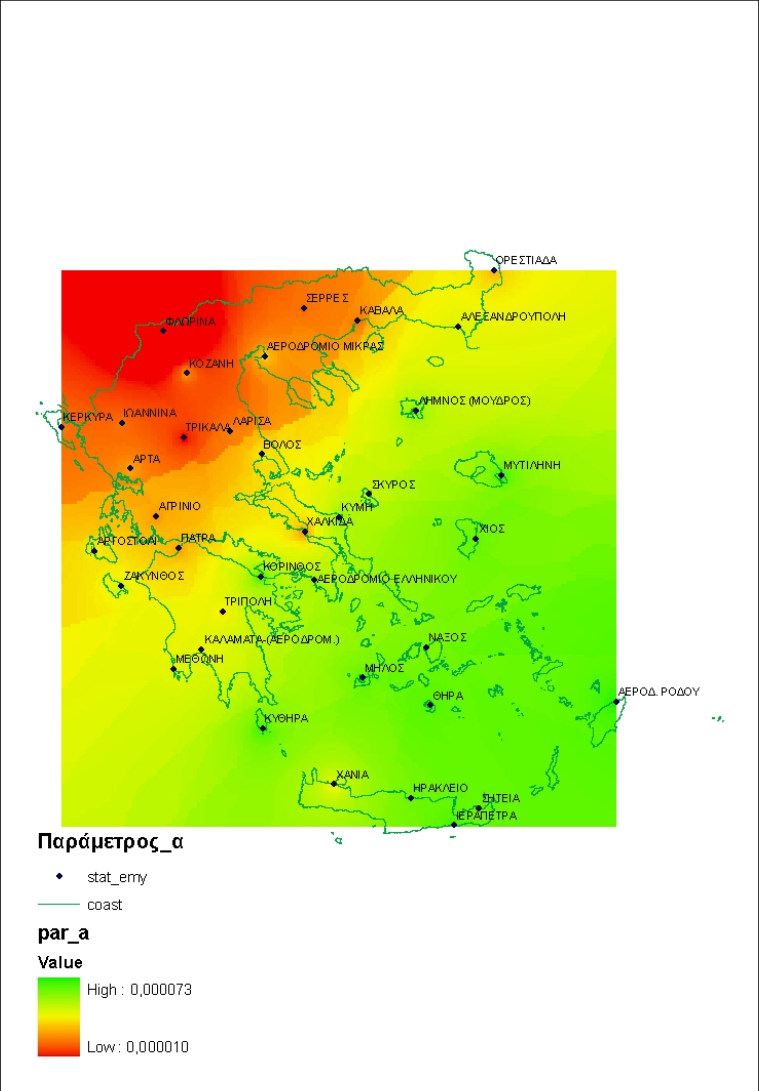 ΟΡΕΣΤΙΑΔΑ
ΣΕΡΡΕΣ
ΚΑΒΑΛΑ
ΑΛΕΞΑΝΔΡΟΥΠΟΛΗ
ΦΛΩΡΙΝΑ
ΑΕΡΟΔΡΟΜΙΟ ΜΙΚΡΑΣ
ΚΟΖΑΝΗ
ΛΗΜΝΟΣ (ΜΟΥΔΡΟΣ)
ΚΕΡΚΥΡΑ
ΙΩΑΝΝΙΝΑ
ΤΡΙΚΑΛΑ
ΛΑΡΙΣΑ
ΒΟΛΟΣ
ΑΡΤΑ
ΜΥΤΙΛΗΝΗ
ΣΚΥΡΟΣ
ΑΓΡΙΝΙΟ
ΚΥΜΗ
ΧΑΛΚΙΔΑ
ΧΙΟΣ
ΑΡΓΟΣΤΟΛΙ
ΠΑΤΡΑ
ΚΟΡΙΝΘΟΣ
ΖΑΚΥΝΘΟΣ
ΑΕΡΟΔΡΟΜΙΟ ΕΛΛΗΝΙΚΟΥ
ΤΡΙΠΟΛΗ
ΚΑΛΑΜΑΤΑ-(ΑΕΡΟΔΡΟΜ.)
ΝΑΞΟΣ
ΜΕΘΩΝΗ
ΜΗΛΟΣ
ΑΕΡΟΔ. ΡΟΔΟΥ
ΘΗΡΑ
ΚΥΘΗΡΑ
ΧΑΝΙΑ
ΗΡΑΚΛΕΙΟ
ΣΗΤΕΙΑ
ΙΕΡΑΠΕΤΡΑ
Παράμετρος_α
stat_emy
coast
par_a
Value
High : 0,000073
Low : 0,000010